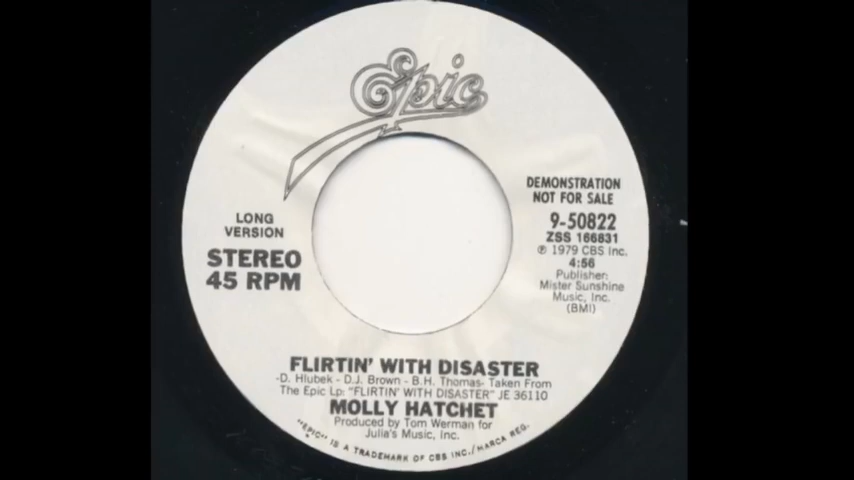 Epic
DEMONSTRATION
NOT FOR SALE
LONG
VERSION
STEREO
45 RPM
9-50822
ZSS 166831
℗ 1979 CBS Inc.
4:56
Publisher:
Mister Sunshine
Music, Inc.
(BMI)
FLIRTIN' WITH DISASTER
-D. Hlubek - D.J. Brown - B.H. Thomas- Taken From
The Epic Lp: "FLIRTIN' WITH DISASTER" JE 36110
MOLLY HATCHET
Produced by Tom Werman for
Julia's Music, Inc.
"EPIC" IS A TRADEMARK OF CBS INC./MARCA REG.